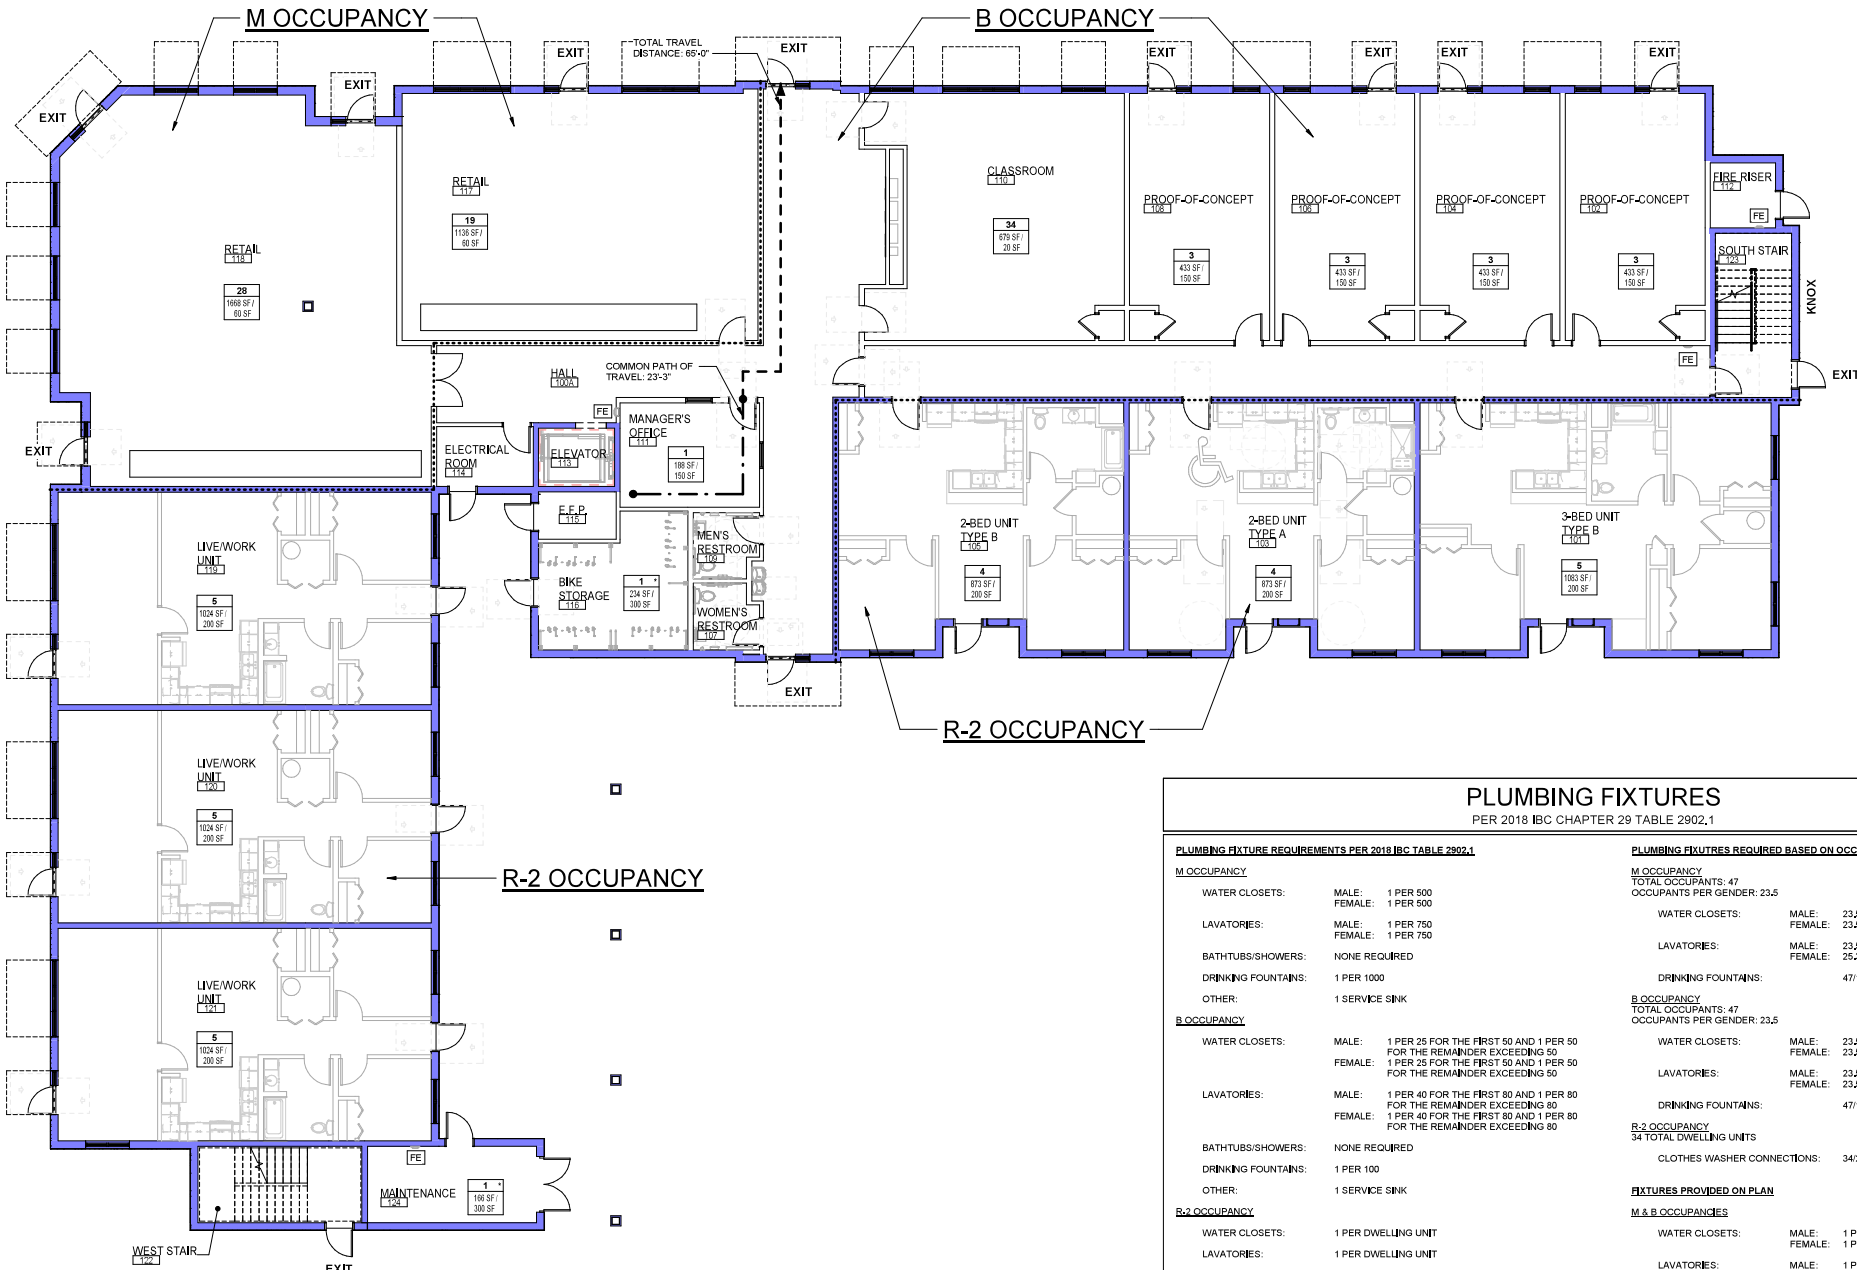 M OCCUPANCY
B OCCUPANCY
TOTAL TRAVEL
DISTANCE: 65'-0"
EXIT
EXIT
EXIT
EXIT
EXIT
EXIT
EXIT
EXIT
RETAIL
118
28
1668 SF /
60 SF
RETAIL
117
19
1136 SF /
60 SF
CLASSROOM
110
34
679 SF /
20 SF
PROOF-OF-CONCEPT
108
3
433 SF /
150 SF
PROOF-OF-CONCEPT
106
3
433 SF /
150 SF
PROOF-OF-CONCEPT
104
3
433 SF /
150 SF
PROOF-OF-CONCEPT
102
3
433 SF /
150 SF
FIRE RISER
112
FE
SOUTH STAIR
123
KNOX
FE
EXIT
HALL
100A
COMMON PATH OF
TRAVEL: 23'-3"
FE
MANAGER'S
OFFICE
111
1
188 SF /
150 SF
EXIT
ELECTRICAL
ROOM
114
ELEVATOR
113
E.F.P.
115
MEN'S
RESTROOM
109
BIKE
STORAGE
116
1 *
234 SF /
300 SF
WOMEN'S
RESTROOM
107
EXIT
2-BED UNIT
TYPE B
105
4
873 SF /
200 SF
2-BED UNIT
TYPE A
103
4
873 SF /
200 SF
3-BED UNIT
TYPE B
101
5
1083 SF /
200 SF
R-2 OCCUPANCY
LIVE/WORK
UNIT
119
5
1024 SF /
200 SF
LIVE/WORK
UNIT
120
5
1024 SF /
200 SF
R-2 OCCUPANCY
LIVE/WORK
UNIT
121
5
1024 SF /
200 SF
FE
MAINTENANCE
124
1 *
166 SF /
300 SF
WEST STAIR
122
EXIT
PLUMBING FIXTURES
PER 2018 IBC CHAPTER 29 TABLE 2902.1
PLUMBING FIXTURE REQUIREMENTS PER 2018 IBC TABLE 2902.1
M OCCUPANCY
WATER CLOSETS: MALE: 1 PER 500
FEMALE: 1 PER 500
LAVATORIES: MALE: 1 PER 750
FEMALE: 1 PER 750
BATHTUBS/SHOWERS: NONE REQUIRED
DRINKING FOUNTAINS: 1 PER 1000
OTHER: 1 SERVICE SINK
B OCCUPANCY
WATER CLOSETS: MALE: 1 PER 25 FOR THE FIRST 50 AND 1 PER 50
FOR THE REMAINDER EXCEEDING 50
FEMALE: 1 PER 25 FOR THE FIRST 50 AND 1 PER 50
FOR THE REMAINDER EXCEEDING 50
LAVATORIES: MALE: 1 PER 40 FOR THE FIRST 80 AND 1 PER 80
FOR THE REMAINDER EXCEEDING 80
FEMALE: 1 PER 40 FOR THE FIRST 80 AND 1 PER 80
FOR THE REMAINDER EXCEEDING 80
BATHTUBS/SHOWERS: NONE REQUIRED
DRINKING FOUNTAINS: 1 PER 100
OTHER: 1 SERVICE SINK
R-2 OCCUPANCY
WATER CLOSETS: 1 PER DWELLING UNIT
LAVATORIES: 1 PER DWELLING UNIT
PLUMBING FIXUTRES REQUIRED BASED ON OCC
M OCCUPANCY
TOTAL OCCUPANTS: 47
OCCUPANTS PER GENDER: 23.5
WATER CLOSETS: MALE: 23.
FEMALE: 23.
LAVATORIES: MALE: 23.
FEMALE: 25.
DRINKING FOUNTAINS: 47/
B OCCUPANCY
TOTAL OCCUPANTS: 47
OCCUPANTS PER GENDER: 23.5
WATER CLOSETS: MALE: 23.
FEMALE: 23.
LAVATORIES: MALE: 23.
FEMALE: 23.
DRINKING FOUNTAINS: 47/
R-2 OCCUPANCY
34 TOTAL DWELLING UNITS
CLOTHES WASHER CONNECTIONS: 34/
FIXTURES PROVIDED ON PLAN
M & B OCCUPANCIES
WATER CLOSETS: MALE: 1 P
FEMALE: 1 P
LAVATORIES: MALE: 1 P